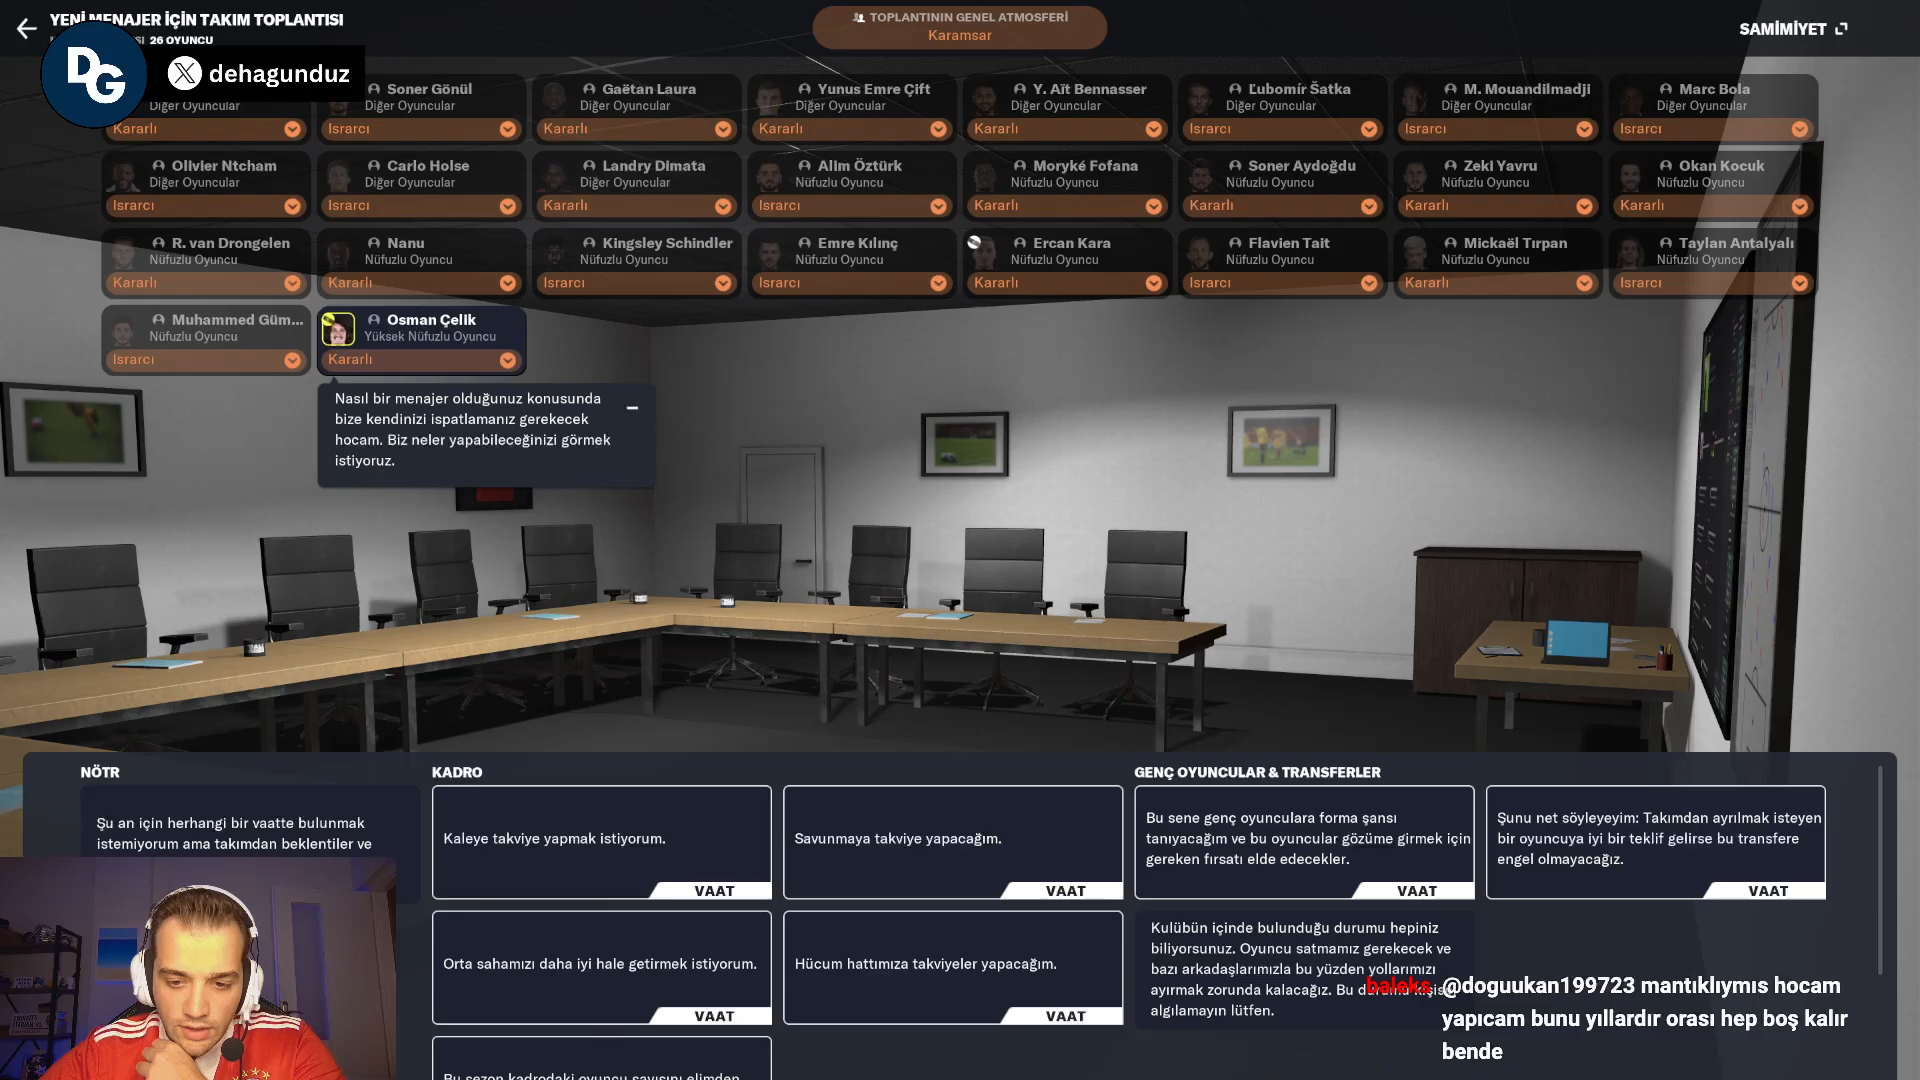 YENİ MENAJER İÇİN TAKIM TOPLANTISI
26 OYUNCU
DG
dehagunduz
TOPLANTININ GENEL ATMOSFERİ
Karamsar
SAMİMİYET
Soner Gönül
Gaëtan Laura
Yunus Emre Çift
Y. Aït Bennasser
Ľubomír Šatka
M. Mouandilmadji
Marc Bola
Diğer Oyuncular
Diğer Oyuncular
Diğer Oyuncular
Diğer Oyuncular
Diğer Oyuncular
Diğer Oyuncular
Diğer Oyuncular
Diğer Oyuncular
Kararlı
Israrcı
Kararlı
Kararlı
Kararlı
Israrcı
Israrcı
Israrcı
Olivier Ntcham
Carlo Holse
Landry Dimata
Alim Öztürk
Moryké Fofana
Soner Aydoğdu
Zeki Yavru
Okan Kocuk
Diğer Oyuncular
Diğer Oyuncular
Diğer Oyuncular
Nüfuzlu Oyuncu
Nüfuzlu Oyuncu
Nüfuzlu Oyuncu
Nüfuzlu Oyuncu
Nüfuzlu Oyuncu
Israrcı
Israrcı
Kararlı
Israrcı
Kararlı
Kararlı
Kararlı
Kararlı
R. van Drongelen
Nanu
Kingsley Schindler
Emre Kılınç
Ercan Kara
Flavien Tait
Mickaël Tırpan
Taylan Antalyalı
Nüfuzlu Oyuncu
Nüfuzlu Oyuncu
Nüfuzlu Oyuncu
Nüfuzlu Oyuncu
Nüfuzlu Oyuncu
Nüfuzlu Oyuncu
Nüfuzlu Oyuncu
Nüfuzlu Oyuncu
Kararlı
Kararlı
Israrcı
Israrcı
Kararlı
Israrcı
Kararlı
Israrcı
Muhammed Güm...
Osman Çelik
Nüfuzlu Oyuncu
Yüksek Nüfuzlu Oyuncu
Israrcı
Kararlı
Nasıl bir menajer olduğunuz konusunda
bize kendinizi ispatlamanız gerekecek
hocam. Biz neler yapabileceğinizi görmek
istiyoruz.
NÖTR
Şu an için herhangi bir vaatte bulunmak
istemiyorum ama takımdan beklentiler ve
KADRO
Kaleye takviye yapmak istiyorum.
VAAT
Savunmaya takviye yapacağım.
VAAT
Orta sahamızı daha iyi hale getirmek istiyorum.
VAAT
Hücum hattımıza takviyeler yapacağım.
VAAT
Bu sezon kadrodaki oyuncu sayısını elimden
GENÇ OYUNCULAR & TRANSFERLER
Bu sene genç oyunculara forma şansı
tanıyacağım ve bu oyuncular gözüme girmek için
gereken fırsatı elde edecekler.
VAAT
Şunu net söyleyeyim: Takımdan ayrılmak isteyen
bir oyuncuya iyi bir teklif gelirse bu transfere
engel olmayacağız.
VAAT
Kulübün içinde bulunduğu durumu hepiniz
biliyorsunuz. Oyuncu satmamız gerekecek ve
bazı arkadaşlarımızla bu yüzden yollarımızı
ayırmak zorunda kalacağız. Bu
algılamayın lütfen.
baleks @doguukan199723 mantıklıymıs hocam
yapıcam bunu yıllardır orası hep boş kalır
bende